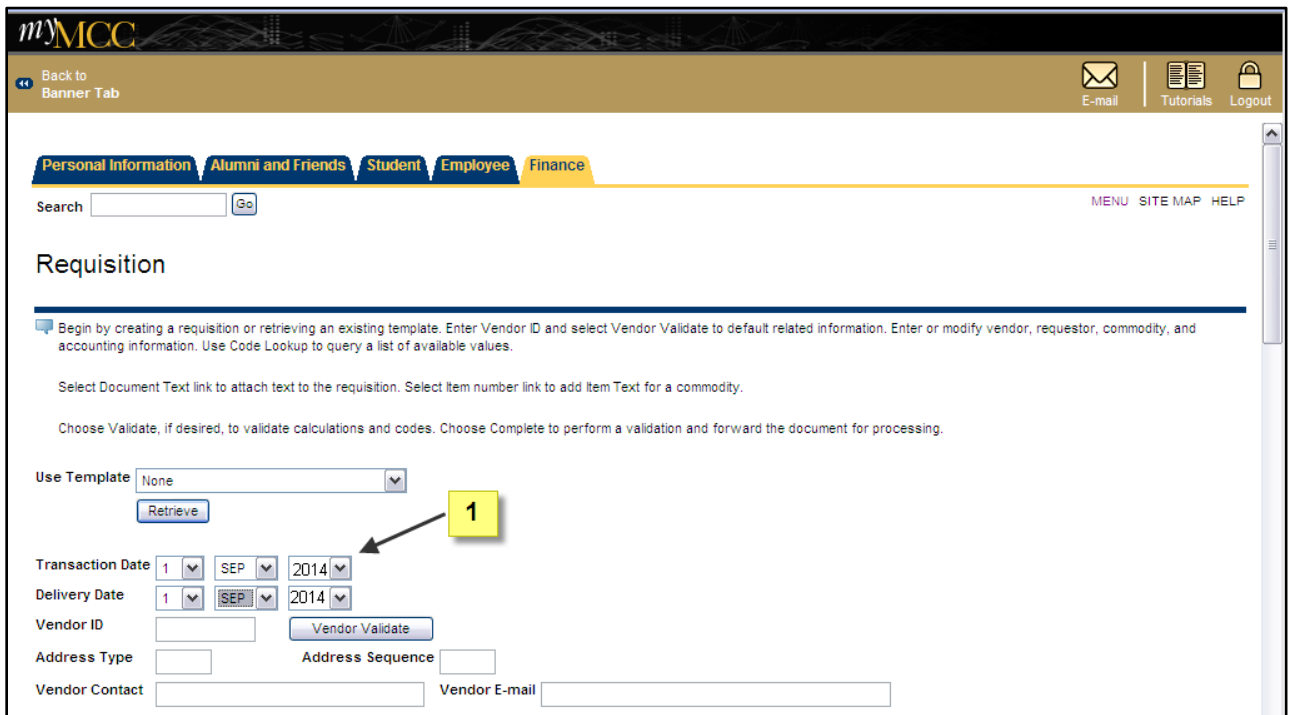 myMCC
Back to
Banner Tab
E-mail Tutorials Logout
Personal Information Alumni and Friends Student Employee Finance
Search Go MENU SITE MAP HELP
Requisition
Begin by creating a requisition or retrieving an existing template. Enter Vendor ID and select Vendor Validate to default related information. Enter or modify vendor, requestor, commodity, and
accounting information. Use Code Lookup to query a list of available values.
Select Document Text link to attach text to the requisition. Select Item number link to add Item Text for a commodity.
Choose Validate, if desired, to validate calculations and codes. Choose Complete to perform a validation and forward the document for processing.
Use Template None
Retrieve
1
Transaction Date 1 SEP 2014
Delivery Date 1 SEP 2014
Vendor ID Vendor Validate
Address Type Address Sequence
Vendor Contact Vendor E-mail